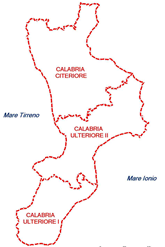 CALABRIA
CITERIORE
Mare Tirreno
CALABRIA
ULTERIORE II
Mare Ionio
CALABRIA
ULTERIORE I